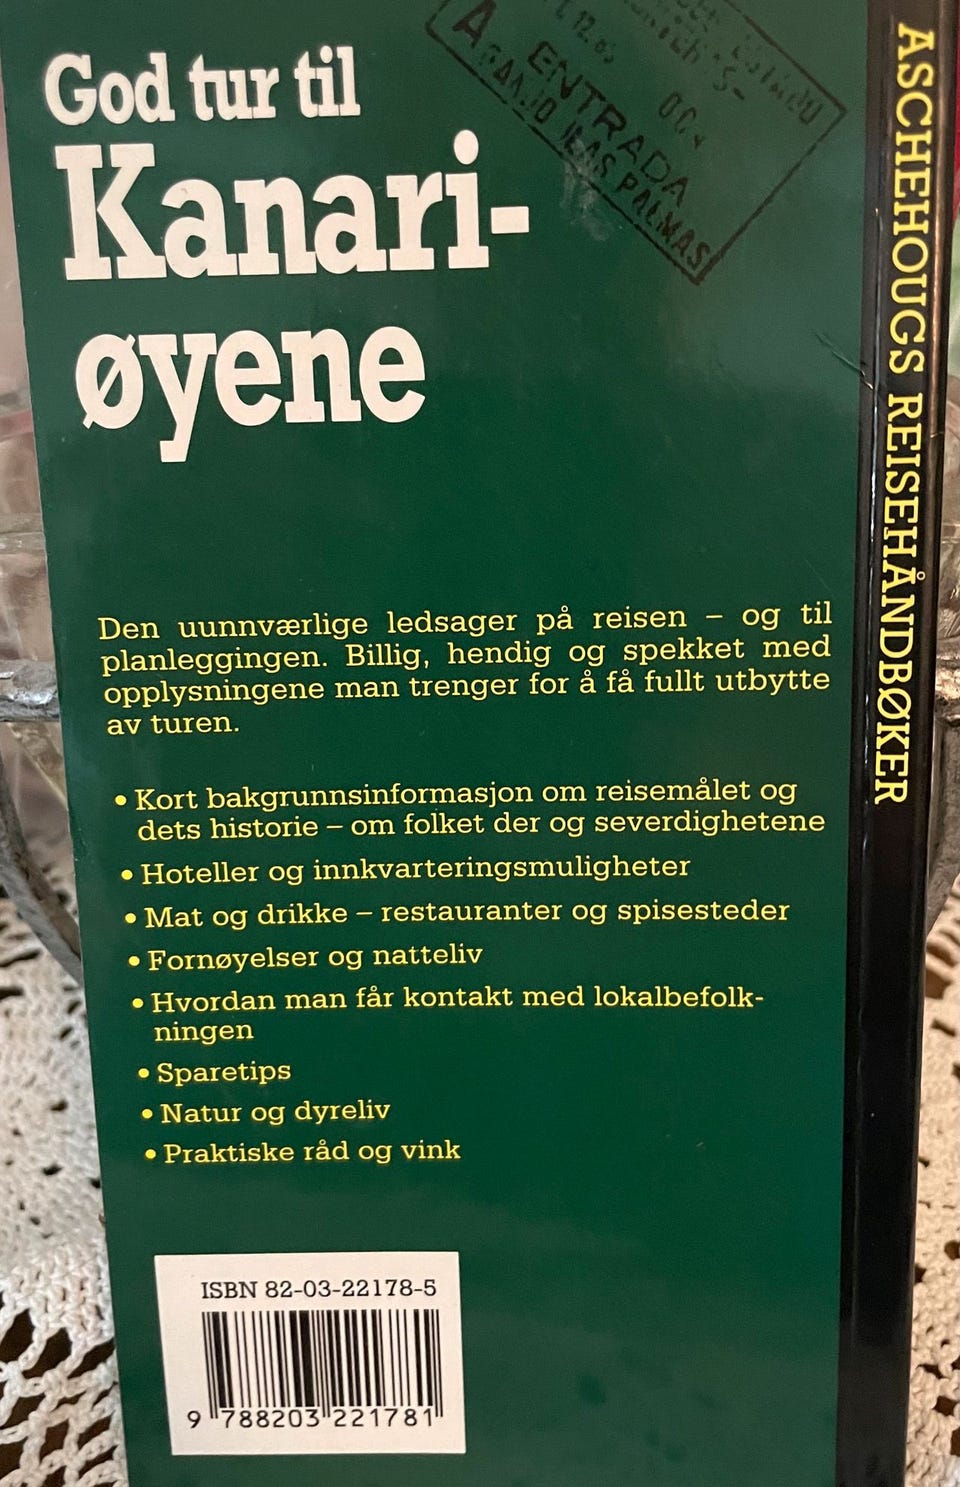 God tur til
Kanari-
øyene
ENTRADA
LAS PALMAS
ASCHEHOUGS REISEHÅNDBØKER
Den uunnværlige ledsager på reisen – og til
planleggingen. Billig, hendig og spekket med
opplysningene man trenger for å få fullt utbytte
av turen.
• Kort bakgrunnsinformasjon om reisemålet og
dets historie – om folket der og severdighetene
• Hoteller og innkvarteringsmuligheter
• Mat og drikke – restauranter og spisesteder
• Fornøyelser og natteliv
• Hvordan man får kontakt med lokalbefolk-
ningen
• Sparetips
• Natur og dyreliv
• Praktiske råd og vink
ISBN 82-03-22178-5
9 788203 221781